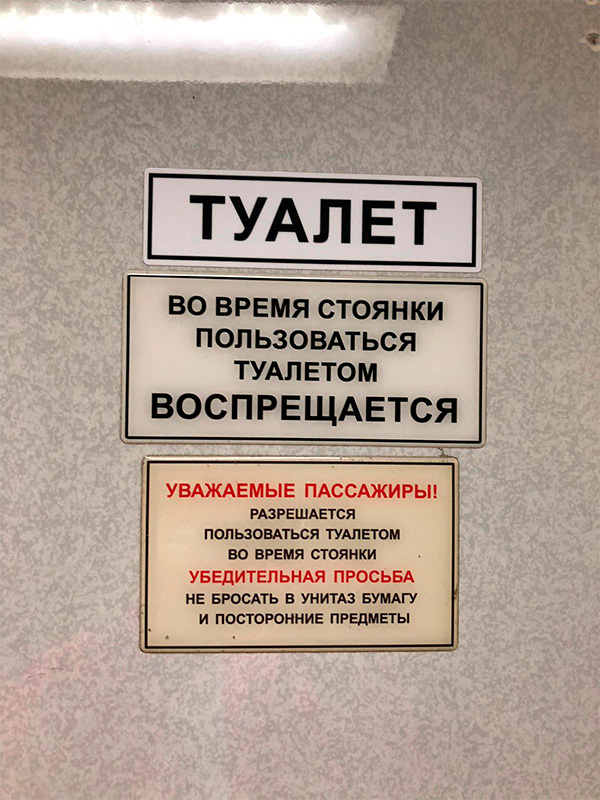 ТУАЛЕТ
ВО ВРЕМЯ СТОЯНКИ
ПОЛЬЗОВАТЬСЯ
ТУАЛЕТОМ
ВОСПРЕЩАЕТСЯ
УВАЖАЕМЫЕ ПАССАЖИРЫ!
РАЗРЕШАЕТСЯ
ПОЛЬЗОВАТЬСЯ ТУАЛЕТОМ
ВО ВРЕМЯ СТОЯНКИ
УБЕДИТЕЛЬНАЯ ПРОСЬБА
НЕ БРОСАТЬ В УНИТАЗ БУМАГУ
И ПОСТОРОННИЕ ПРЕДМЕТЫ